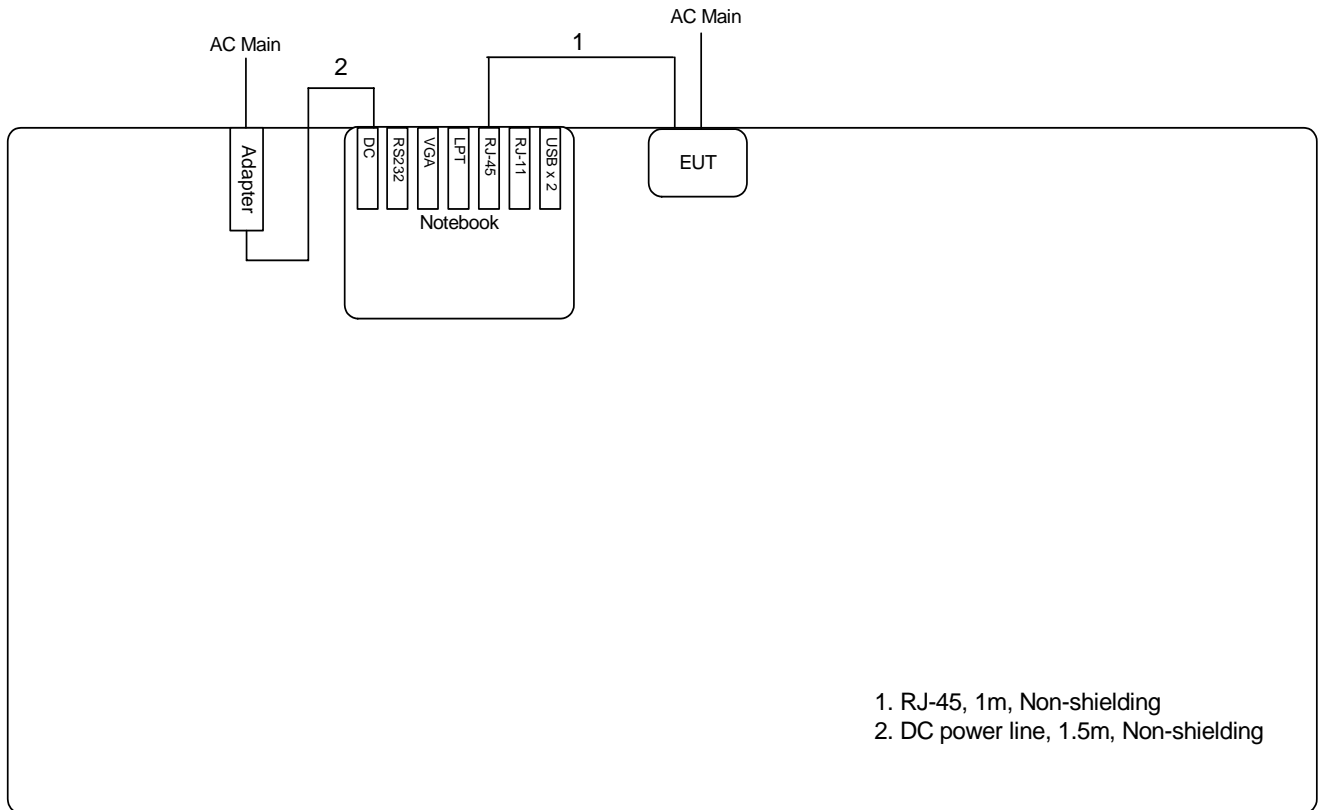 AC Main
1
AC Main
2
Adapter
DC
RS232
VGA
LPT
RJ-45
RJ-11
USB x 2
Notebook
EUT
1. RJ-45, 1m, Non-shielding
2. DC power line, 1.5m, Non-shielding